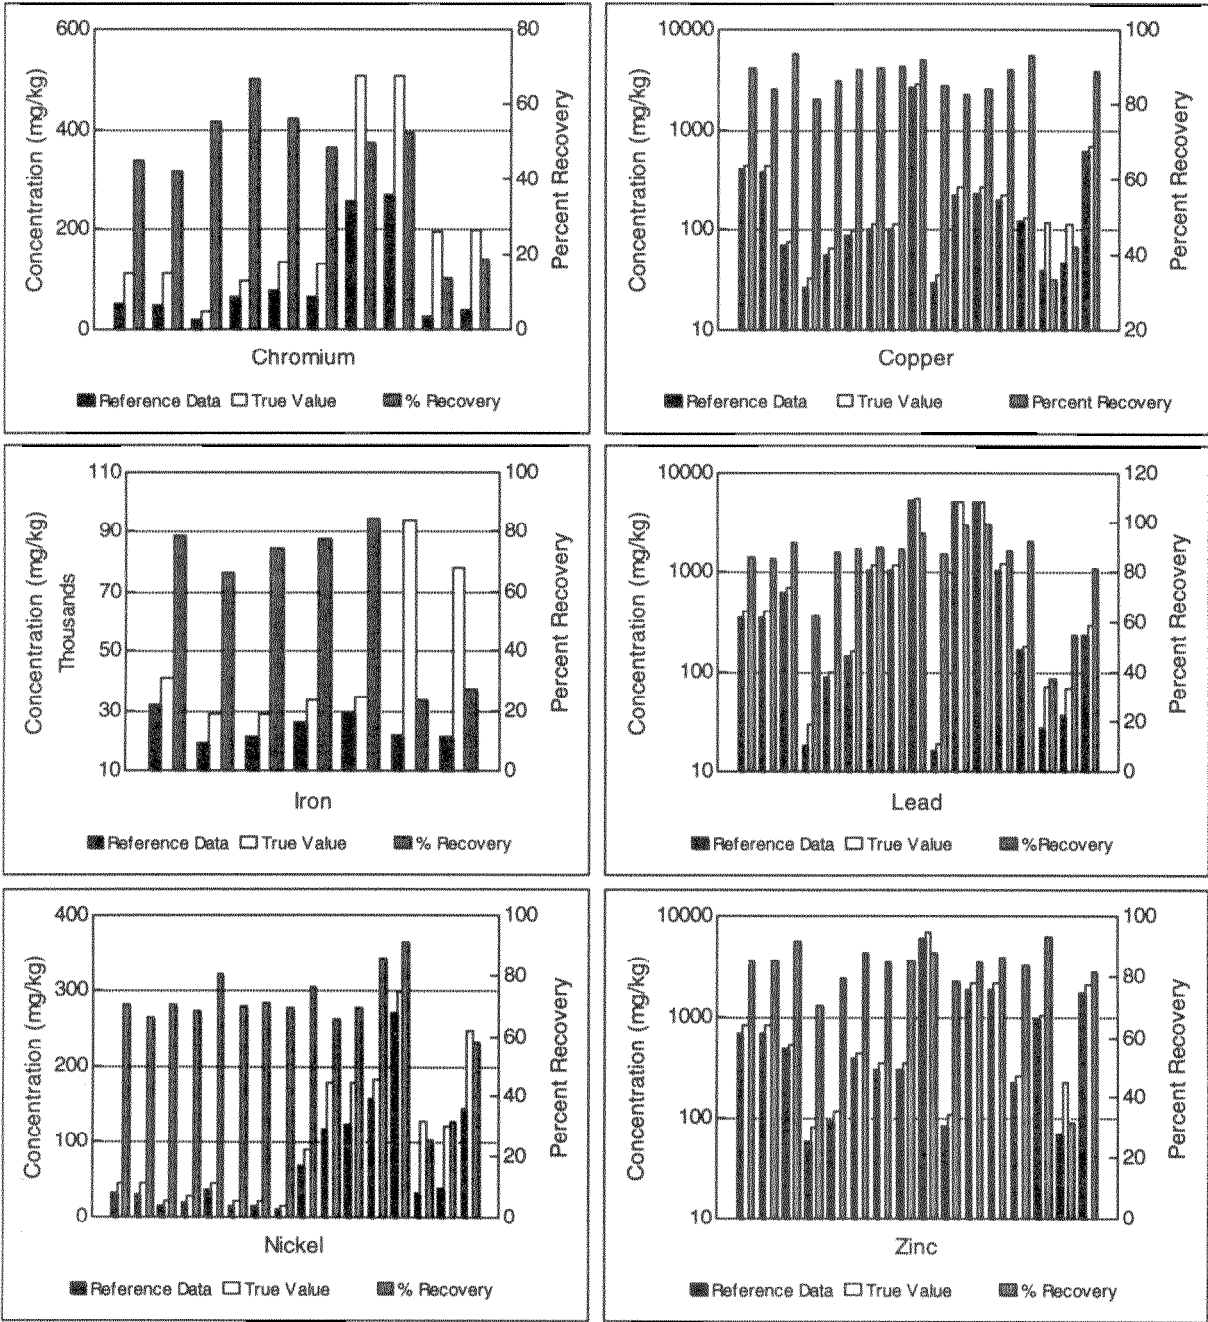 600
400
200
0
Concentration (mg/kg)
80
60
40
20
0
Percent Recovery
Chromium
Reference Data True Value % Recovery
10000
1000
100
10
Concentration (mg/kg)
100
80
60
40
20
Percent Recovery
Copper
Reference Data True Value Percent Recovery
110
90
70
50
30
10
Concentration (mg/kg)
Thousands
100
80
60
40
20
0
Percent Recovery
Iron
Reference Data True Value % Recovery
10000
1000
100
10
Concentration (mg/kg)
120
100
80
60
40
20
0
Percent Recovery
Lead
Reference Data True Value %Recovery
400
300
200
100
0
Concentration (mg/kg)
100
80
60
40
20
0
Percent Recovery
Nickel
Reference Data True Value % Recovery
10000
1000
100
10
Concentration (mg/kg)
100
80
60
40
20
0
Percent Recovery
Zinc
Reference Data True Value % Recovery